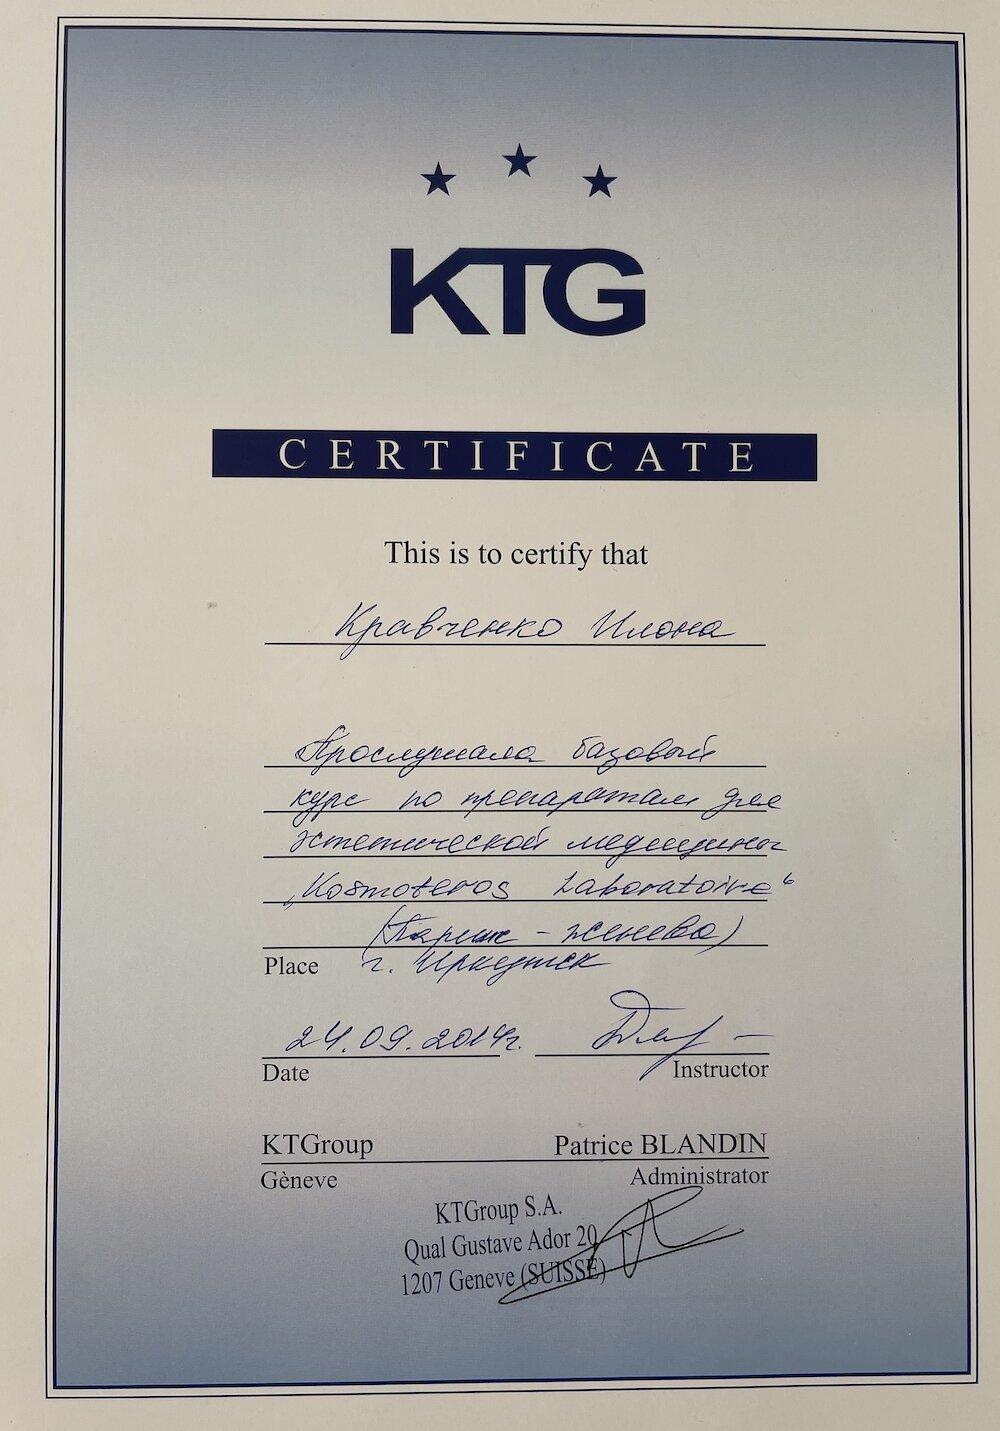 KTG
CERTIFICATE
This is to certify that
Кравченко Илона
Прослушала базовый
курс по препаратам для
эстетической медицины
„Kosmoteros Laboratoire“
(Париж - Женева)
Place г. Иркутск
24.09.2014г.
Date Instructor
KTGroup Patrice BLANDIN
Gèneve Administrator
KTGroup S.A.
Qual Gustave Ador 20
1207 Geneve (SUISSE)